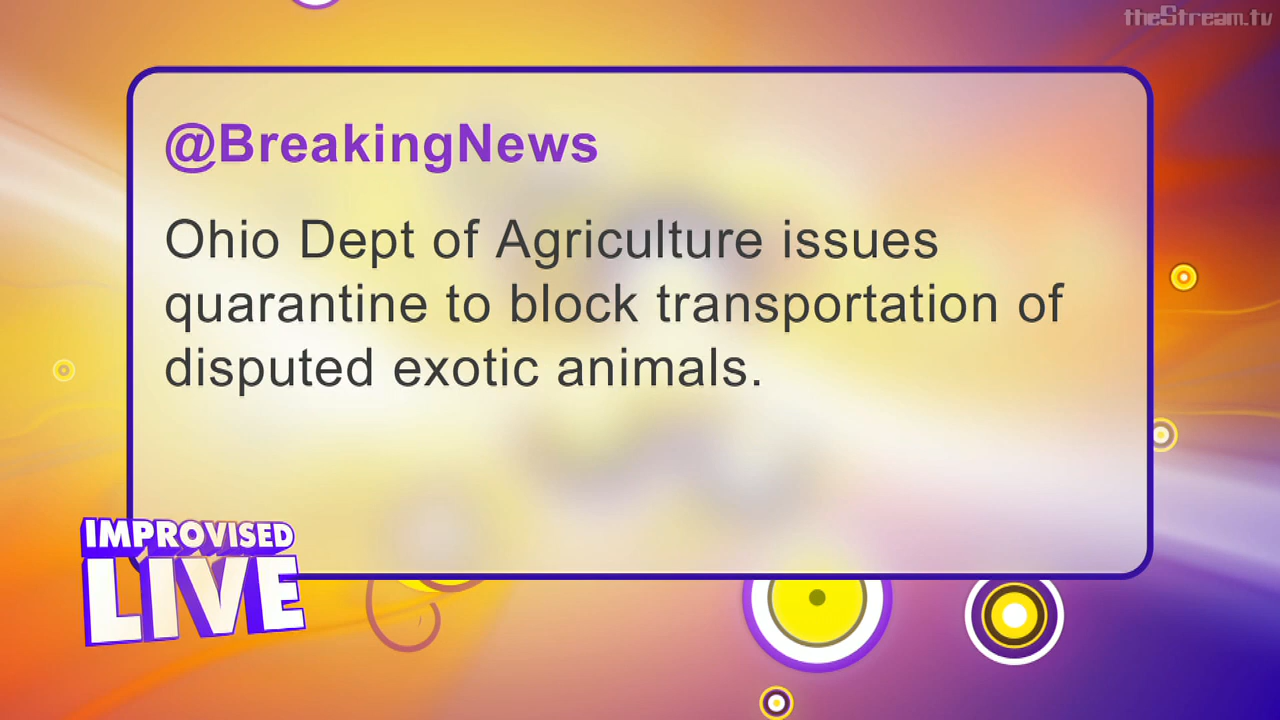 theStream.tv
@BreakingNews
Ohio Dept of Agriculture issues
quarantine to block transportation of
disputed exotic animals.
IMPROVISED
LIVE